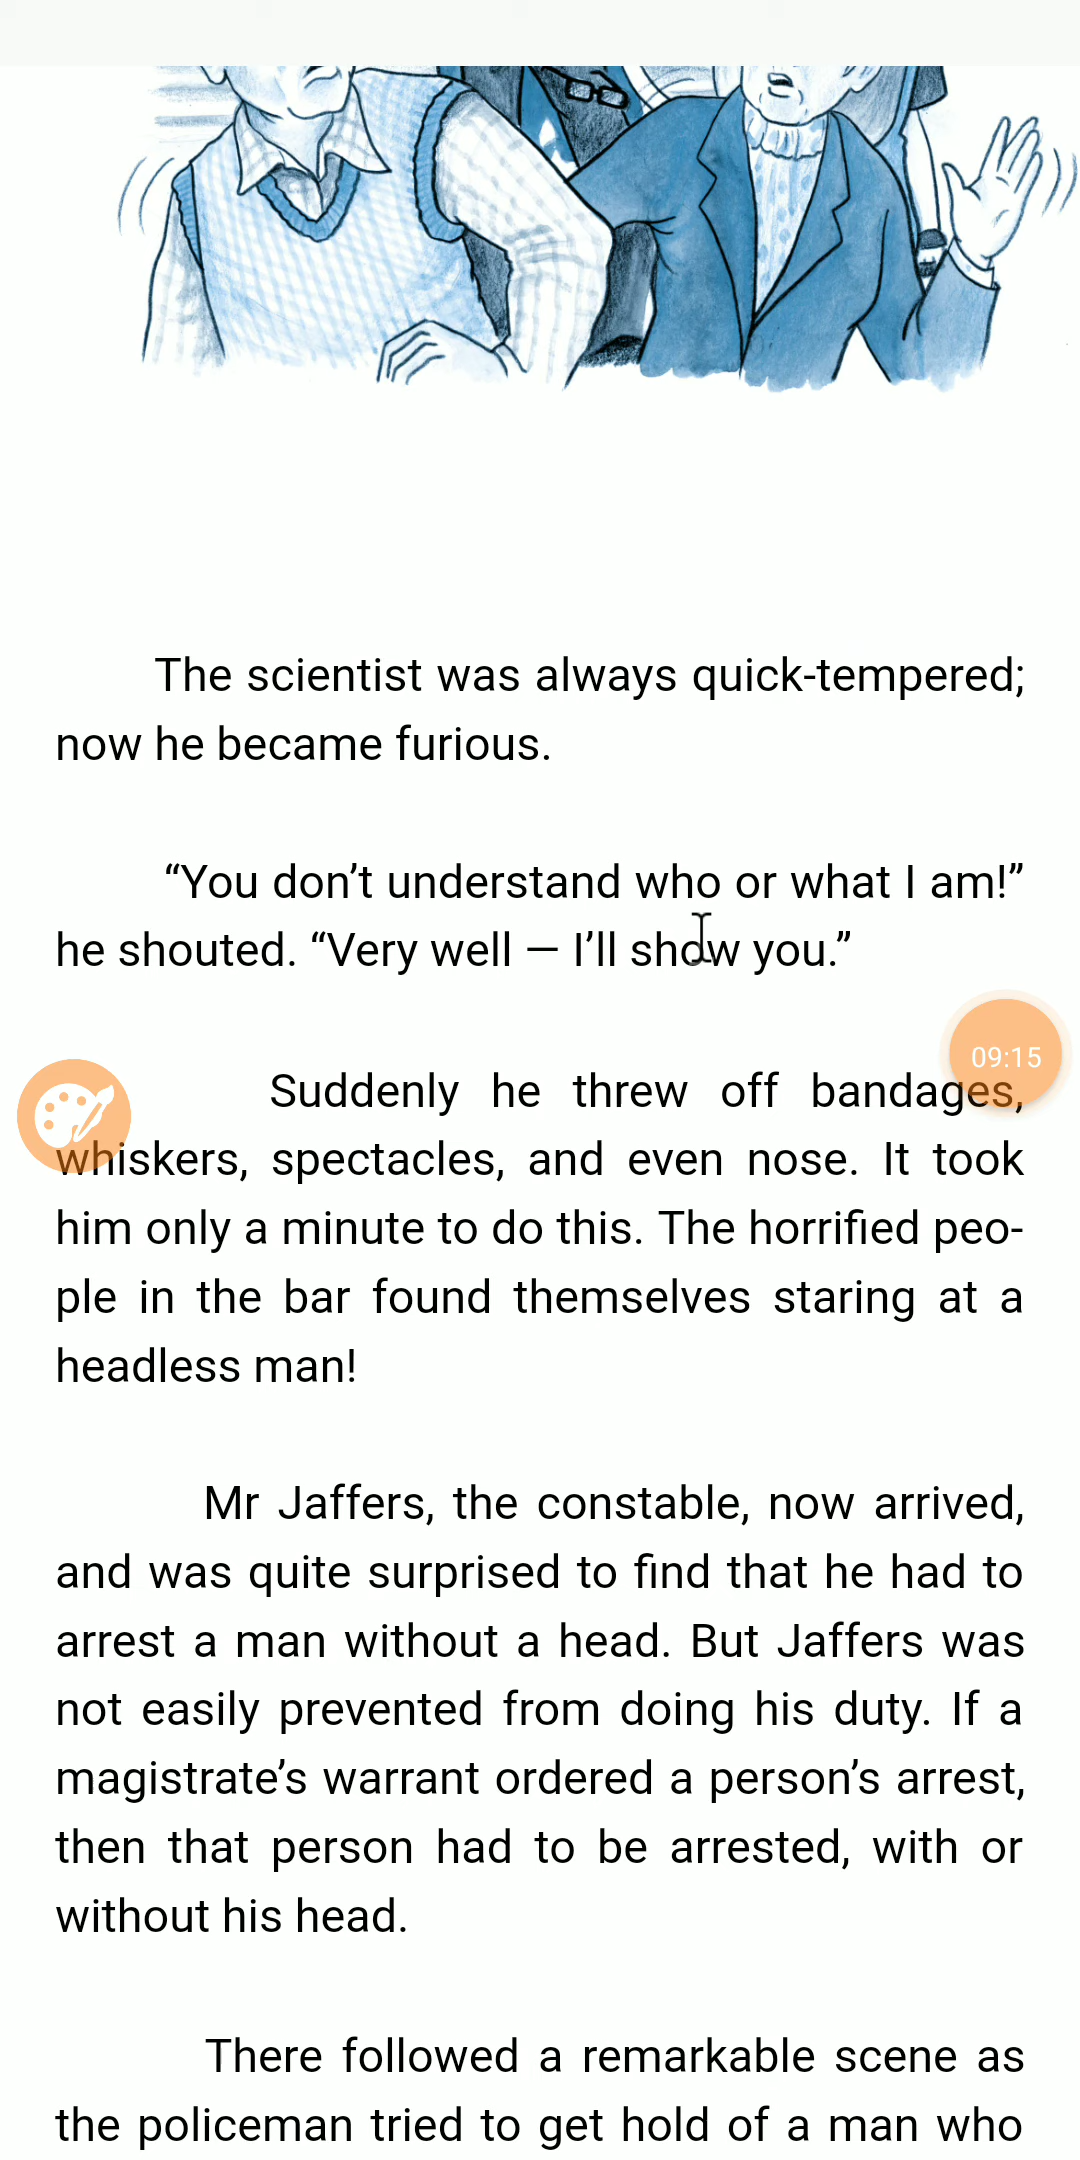 The scientist was always quick-tempered;
now he became furious.
“You don’t understand who or what I am!”
he shouted. “Very well — I’ll show you.”
09:15
Suddenly he threw off bandages,
whiskers, spectacles, and even nose. It took
him only a minute to do this. The horrified peo-
ple in the bar found themselves staring at a
headless man!
Mr Jaffers, the constable, now arrived,
and was quite surprised to find that he had to
arrest a man without a head. But Jaffers was
not easily prevented from doing his duty. If a
magistrate’s warrant ordered a person’s arrest,
then that person had to be arrested, with or
without his head.
There followed a remarkable scene as
the policeman tried to get hold of a man who